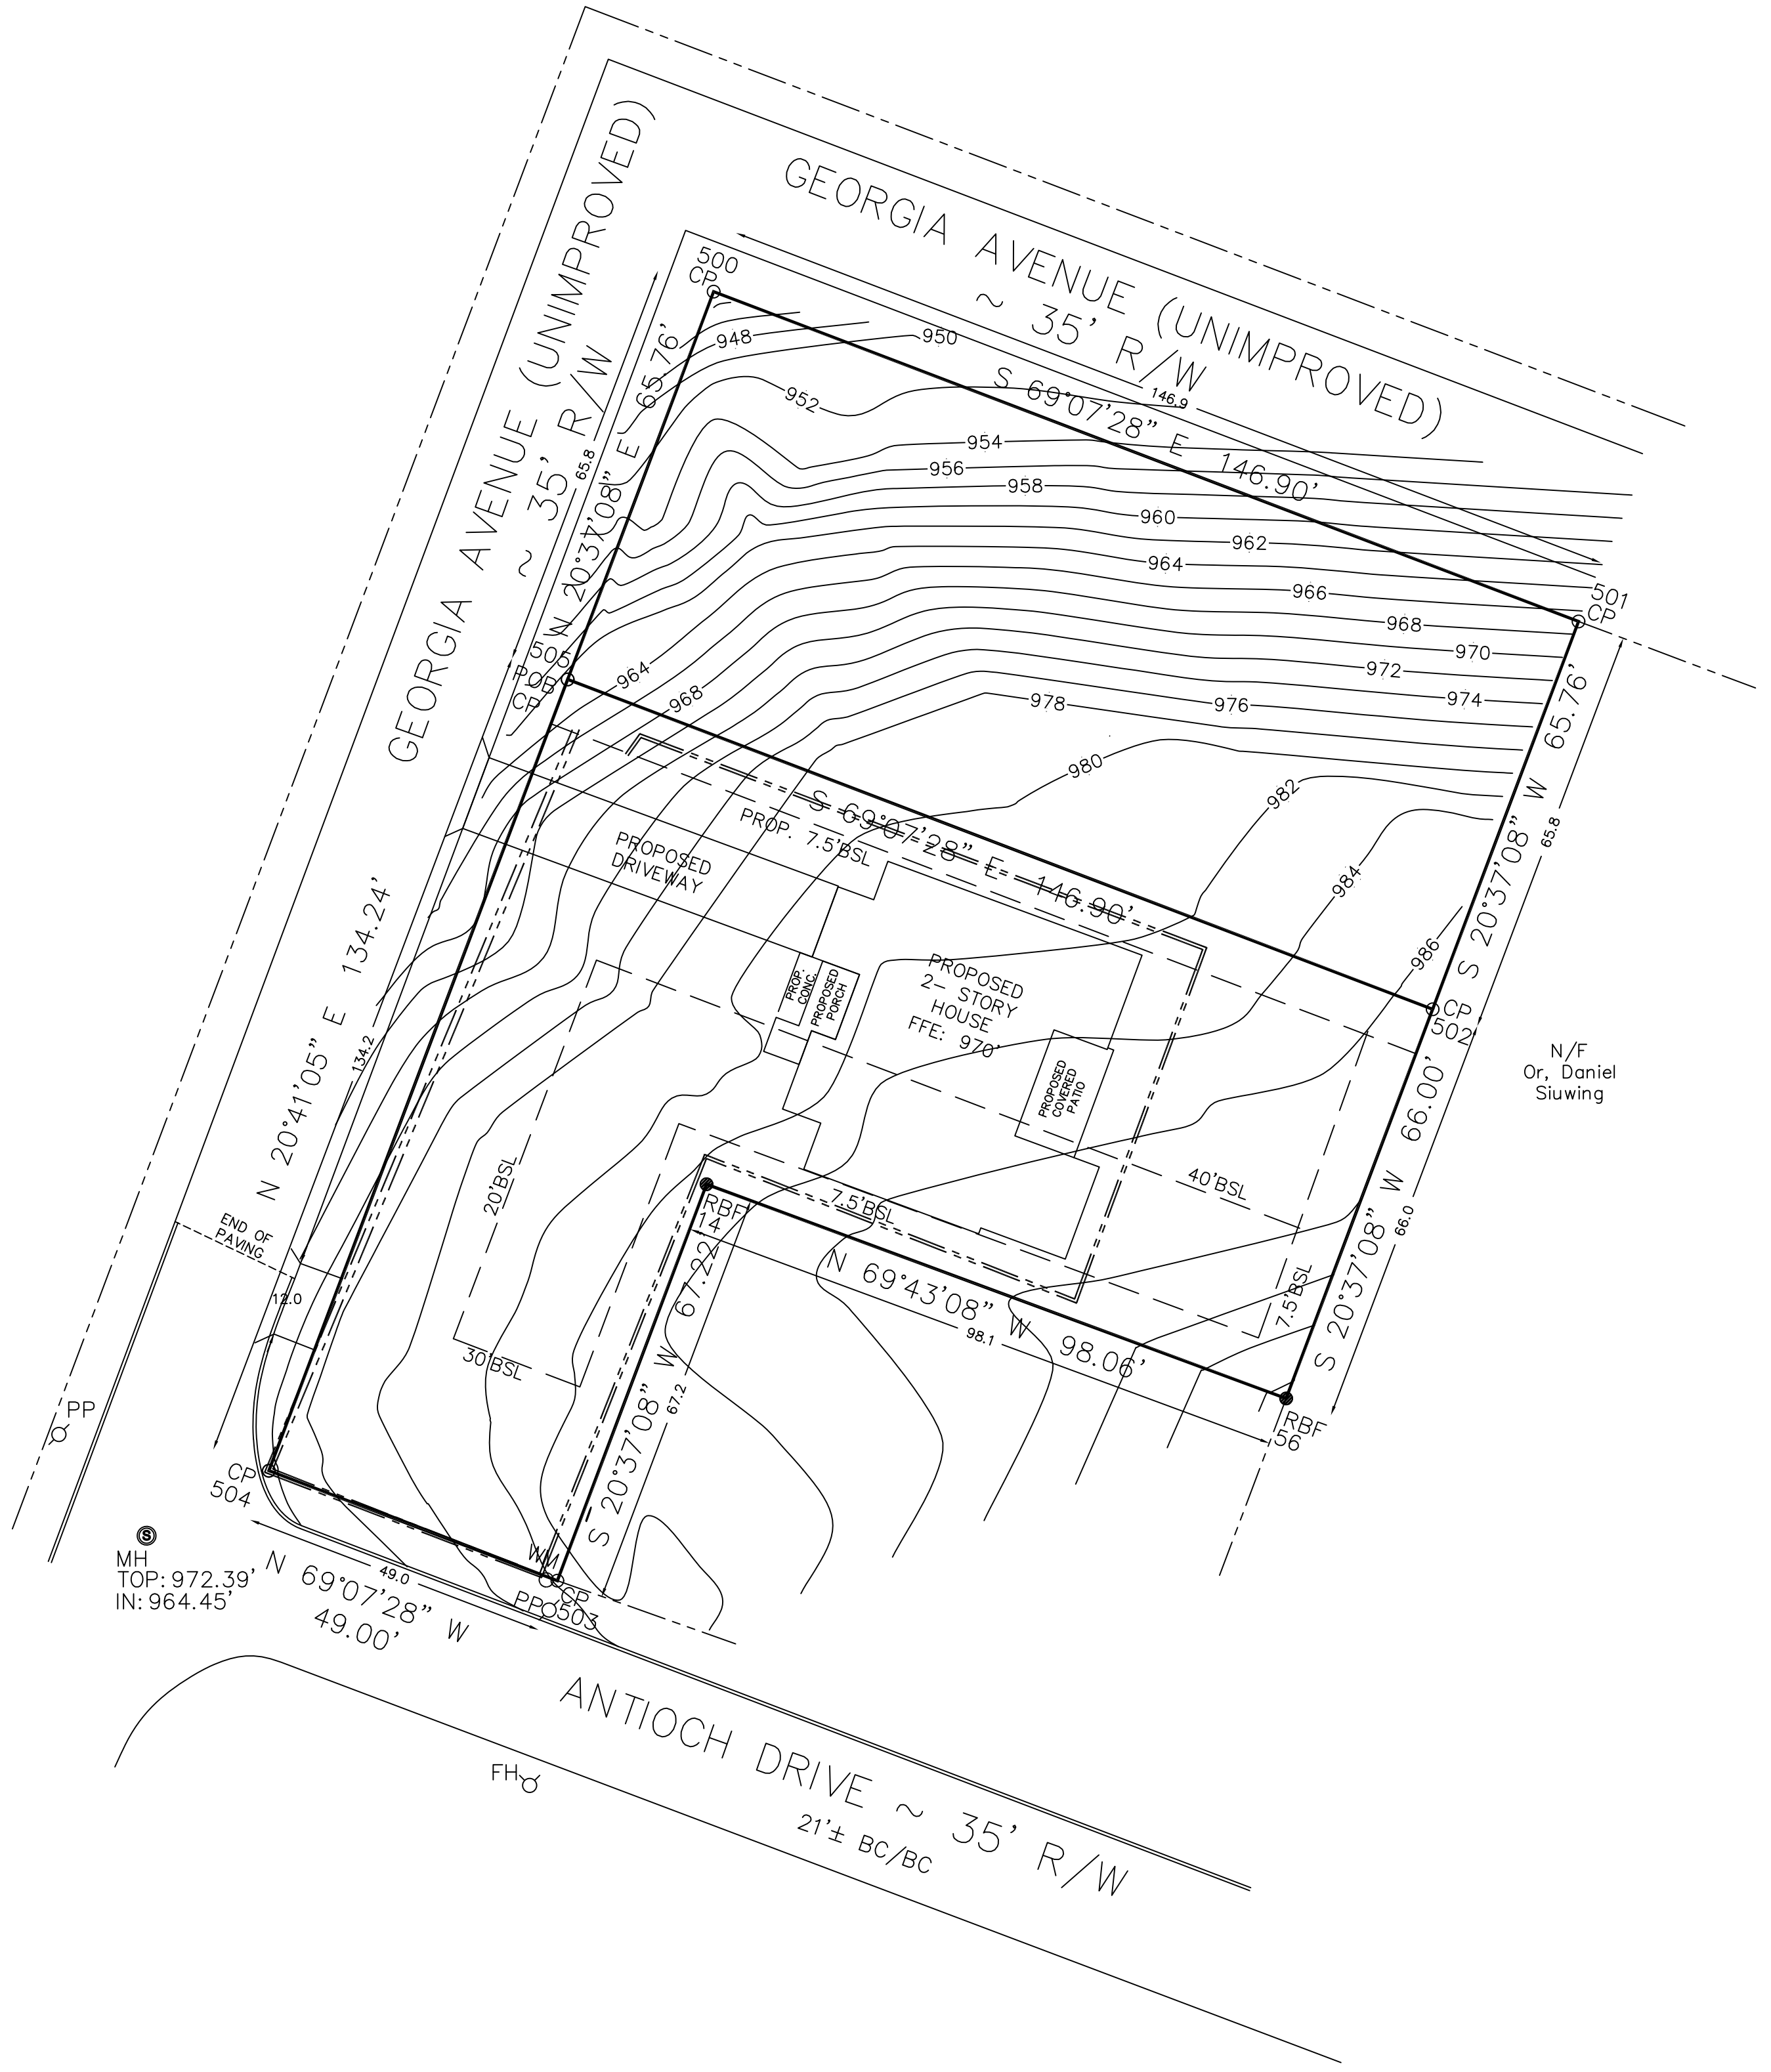 GEORGIA AVENUE (UNIMPROVED)
~ 35' R/W
GEORGIA AVENUE (UNIMPROVED)
~ 35' R/W
500
CP
146.9
S 69°07'28" E 146.90'
N 20°37'08" E 65.76'
65.8
948
950
952
954
956
958
960
962
964
966
968
970
972
974
976
978
980
982
984
986
964
968
501
CP
S 20°37'08" W 65.76'
65.8
505
POB
CP
S 69°07'28" E 146.90'
PROP. 7.5'BSL
PROPOSED
DRIVEWAY
PROP.
CONC.
PROPOSED
PORCH
PROPOSED
2- STORY
HOUSE
FFE: 970'
PROPOSED
COVERED
PATIO
CP
502
N/F
Or, Daniel
Siuwing
S 20°37'08" W 66.00'
66.0
N 20°41'05" E 134.24'
134.2
20'BSL
40'BSL
7.5'BSL
7.5'BSL
30'BSL
END OF
PAVING
12.0
RBF
14
N 69°43'08" W 98.06'
98.1
S 20°37'08" W 67.22'
67.2
RBF
56
PP
CP
504
S
MH
TOP: 972.39'
IN: 964.45'
N 69°07'28" W
49.00'
49.0
WM
CP
PP
503
ANTIOCH DRIVE ~ 35' R/W
21'± BC/BC
FH